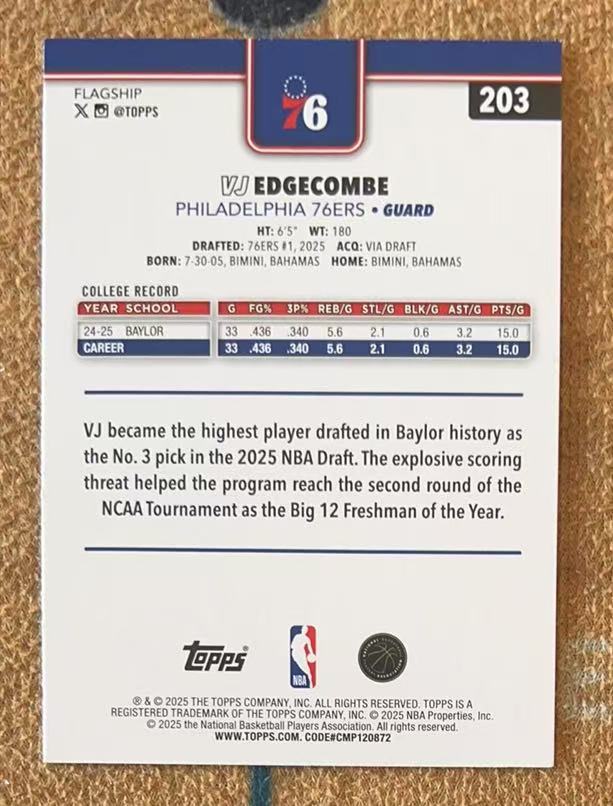 FLAGSHIP
X @TOPPS
76
203
VJ EDGECOMBE
PHILADELPHIA 76ERS • GUARD
HT: 6'5" WT: 180
DRAFTED: 76ERS #1, 2025 ACQ: VIA DRAFT
BORN: 7-30-05, BIMINI, BAHAMAS HOME: BIMINI, BAHAMAS
COLLEGE RECORD
YEAR SCHOOL G FG% 3P% REB/G STL/G BLK/G AST/G PTS/G
24-25 BAYLOR 33 .436 .340 5.6 2.1 0.6 3.2 15.0
CAREER 33 .436 .340 5.6 2.1 0.6 3.2 15.0
VJ became the highest player drafted in Baylor history as
the No. 3 pick in the 2025 NBA Draft. The explosive scoring
threat helped the program reach the second round of the
NCAA Tournament as the Big 12 Freshman of the Year.
Topps
NBA
® & © 2025 THE TOPPS COMPANY, INC. ALL RIGHTS RESERVED. TOPPS IS A
REGISTERED TRADEMARK OF THE TOPPS COMPANY, INC. © 2025 NBA Properties, Inc.
© 2025 the National Basketball Players Association. All rights reserved.
WWW.TOPPS.COM. CODE#CMP120872